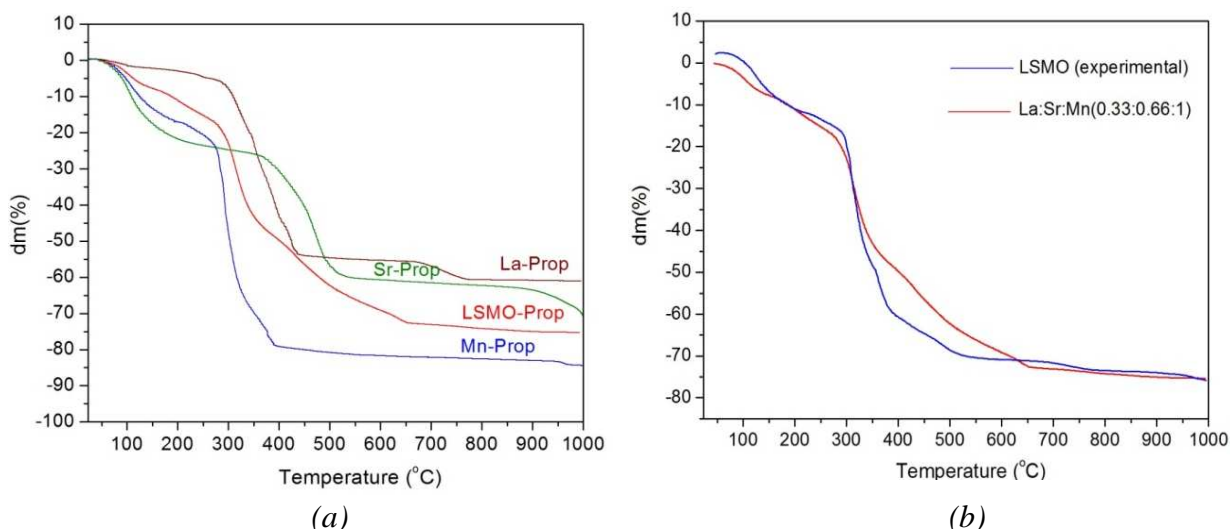 10
0
-10
-20
-30
-40
-50
-60
-70
-80
-90
-100
dm(%)
La-Prop
Sr-Prop
LSMO-Prop
Mn-Prop
100 200 300 400 500 600 700 800 900 1000
Temperature (°C)
(a)
10
0
-10
-20
-30
-40
-50
-60
-70
-80
dm(%)
LSMO (experimental)
La:Sr:Mn(0.33:0.66:1)
100 200 300 400 500 600 700 800 900 1000
Temperature (°C)
(b)